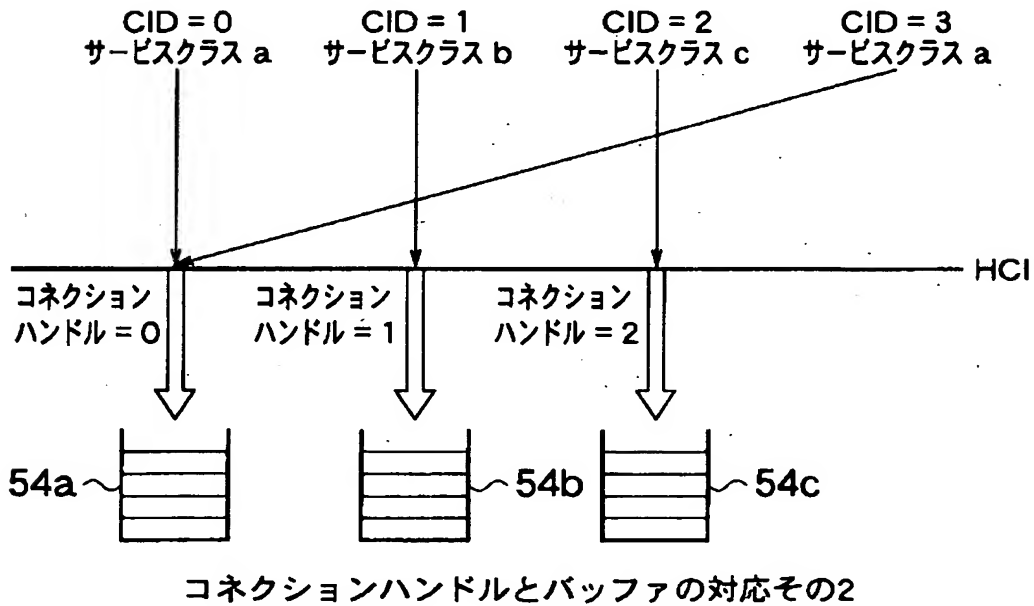 CID = 0 CID = 1 CID = 2 CID = 3
サービスクラス a サービスクラス b サービスクラス c サービスクラス a
HCI
コネクション コネクション コネクション
ハンドル = 0 ハンドル = 1 ハンドル = 2
54a 54b 54c
コネクションハンドルとバッファの対応その2